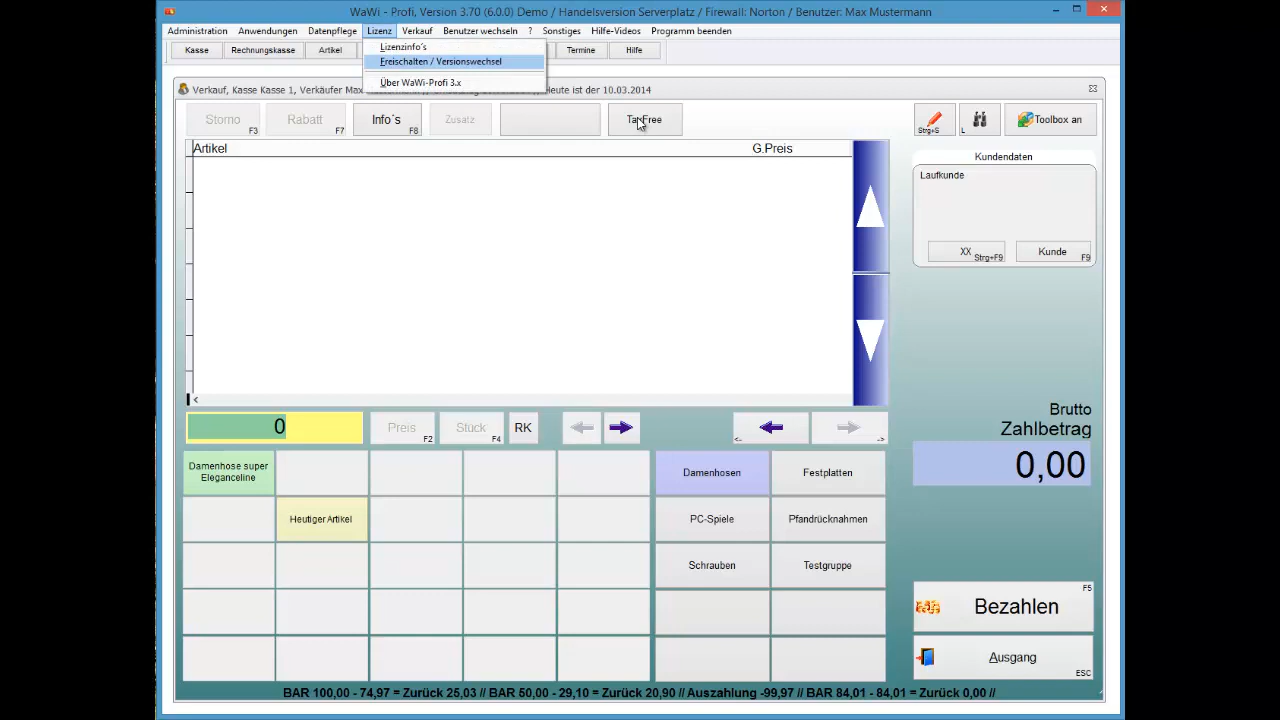 WaWi - Profi, Version 3.70 (6.0.0) Demo / Handelsversion Serverplatz / Firewall: Norton / Benutzer: Max Mustermann
Administration Anwendungen Datenpflege Lizenz Verkauf Benutzer wechseln ? Sonstiges Hilfe-Videos Programm beenden
Kasse Rechnungskasse Artikel Termine Hilfe
Lizenzinfo´s
Freischalten / Versionswechsel
Über WaWi-Profi 3.x
Verkauf, Kasse Kasse 1, Verkäufer Max Heute ist der 10.03.2014
Storno F3 Rabatt F7 Info´s F8 Zusatz Tax Free Strg+S L Toolbox an
Artikel G.Preis
Kundendaten
Laufkunde
XX Strg+F9 Kunde F9
<
0 Preis F2 Stück F4 RK <- ->
Brutto
Zahlbetrag
0,00
Damenhose super
Eleganceline
Damenhosen Festplatten
Heutiger Artikel PC-Spiele Pfandrücknahmen
Schrauben Testgruppe
Bezahlen F5
Ausgang ESC
BAR 100,00 - 74,97 = Zurück 25,03 // BAR 50,00 - 29,10 = Zurück 20,90 // Auszahlung -99,97 // BAR 84,01 - 84,01 = Zurück 0,00 //